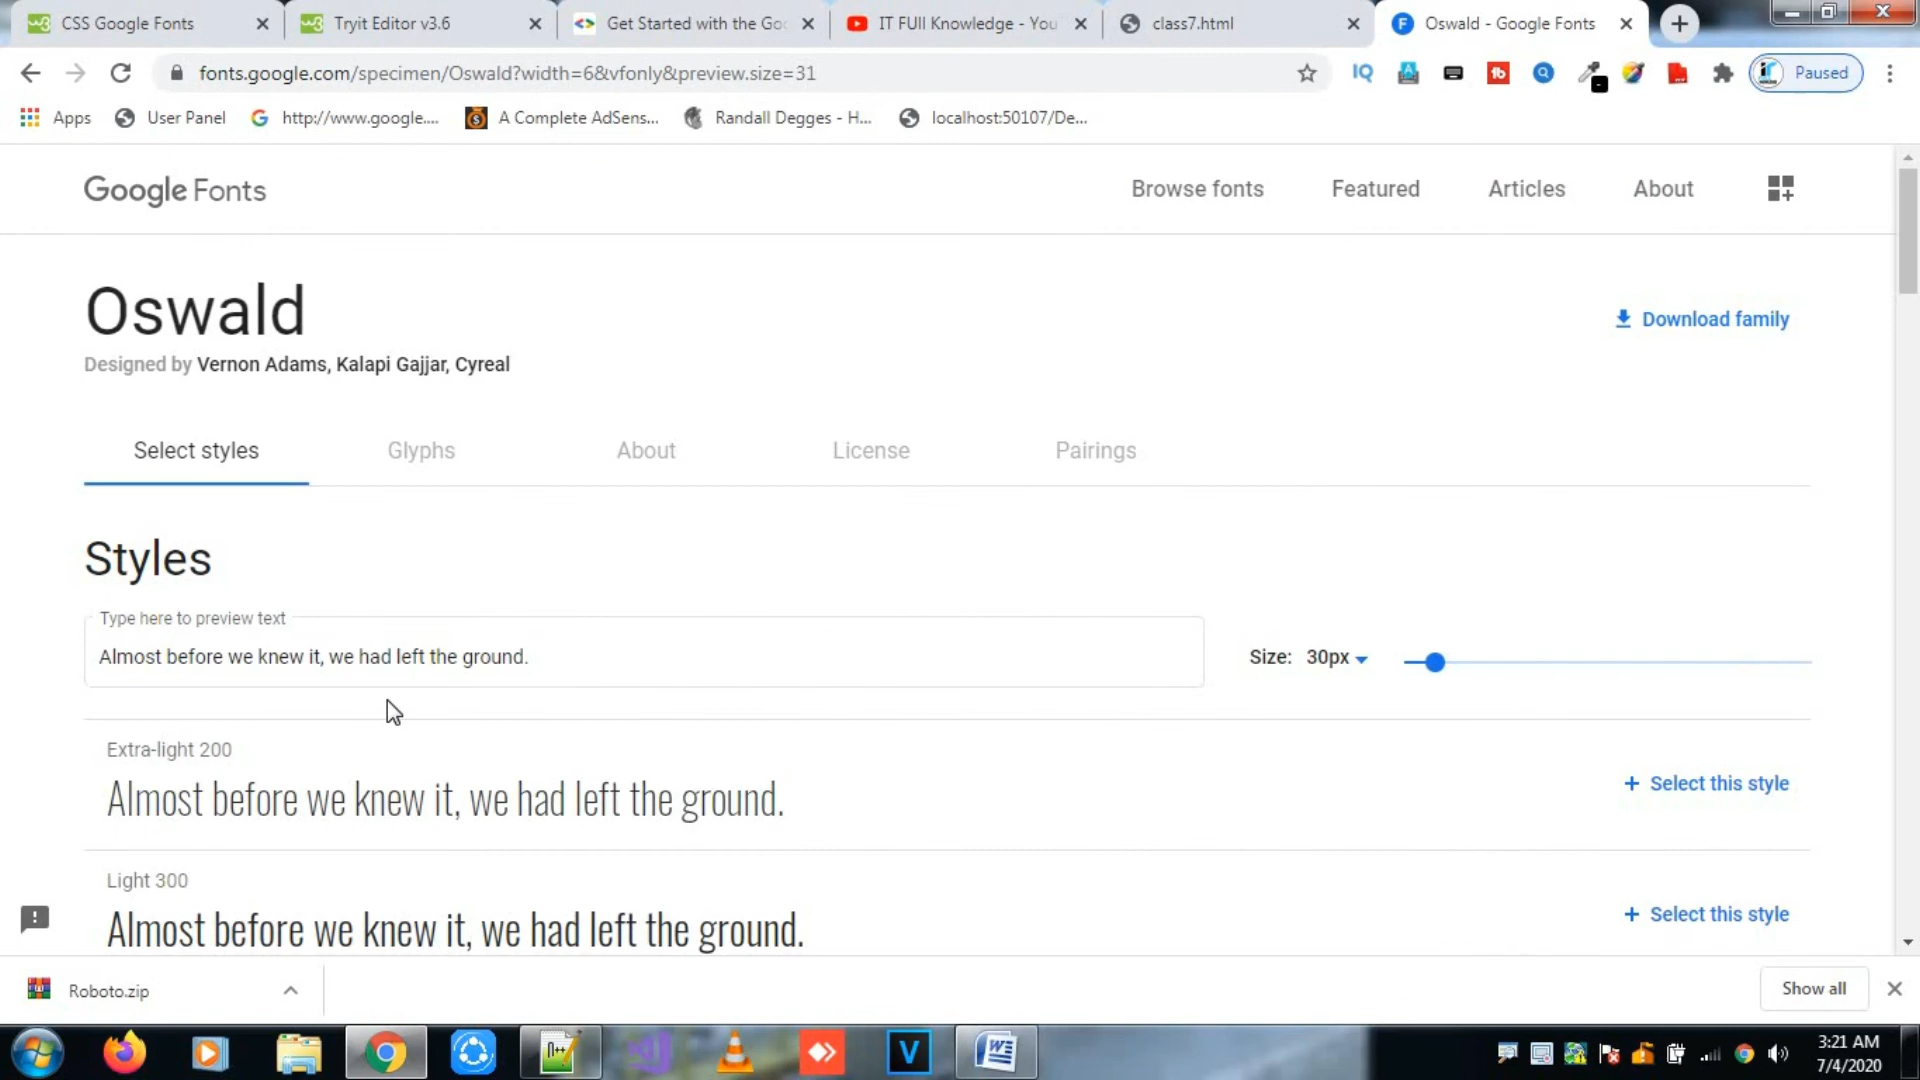 CSS Google Fonts
Tryit Editor v3.6
Get Started with the Goo
IT FUll Knowledge - You
class7.html
Oswald - Google Fonts
fonts.google.com/specimen/Oswald?width=6&vfonly&preview.size=31
Paused
Apps
User Panel
http://www.google....
A Complete AdSens...
Randall Degges - H...
localhost:50107/De...
Google Fonts
Browse fonts
Featured
Articles
About
Oswald
Download family
Designed by Vernon Adams, Kalapi Gajjar, Cyreal
Select styles
Glyphs
About
License
Pairings
Styles
Type here to preview text
Almost before we knew it, we had left the ground.
Size: 30px
Extra-light 200
Almost before we knew it, we had left the ground.
+ Select this style
Light 300
Almost before we knew it, we had left the ground.
+ Select this style
Roboto.zip
Show all
3:21 AM
7/4/2020